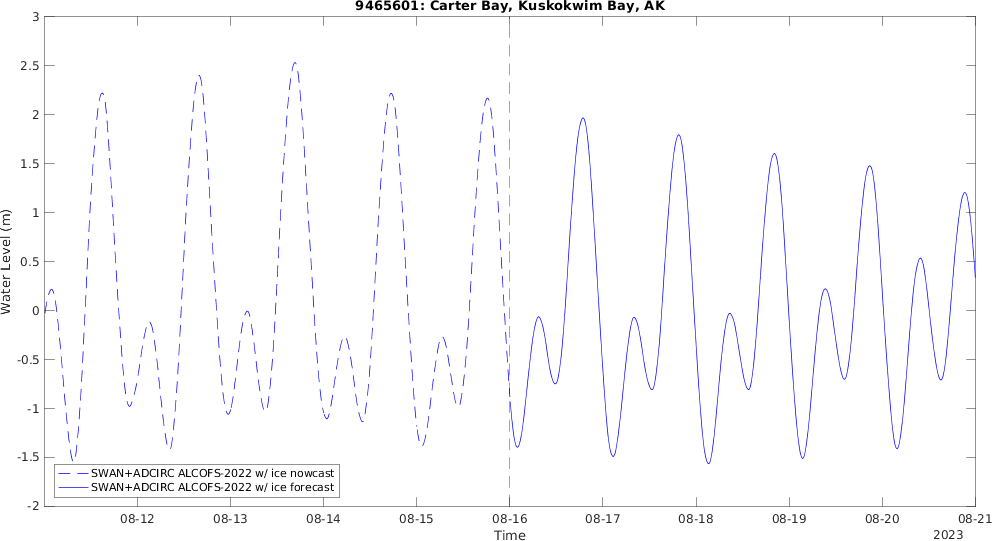 9465601: Carter Bay, Kuskokwim Bay, AK
3
2.5
2
1.5
1
0.5
0
-0.5
-1
-1.5
-2
Water Level (m)
SWAN+ADCIRC ALCOFS-2022 w/ ice nowcast
SWAN+ADCIRC ALCOFS-2022 w/ ice forecast
08-12 08-13 08-14 08-15 08-16 08-17 08-18 08-19 08-20 08-21
Time
2023